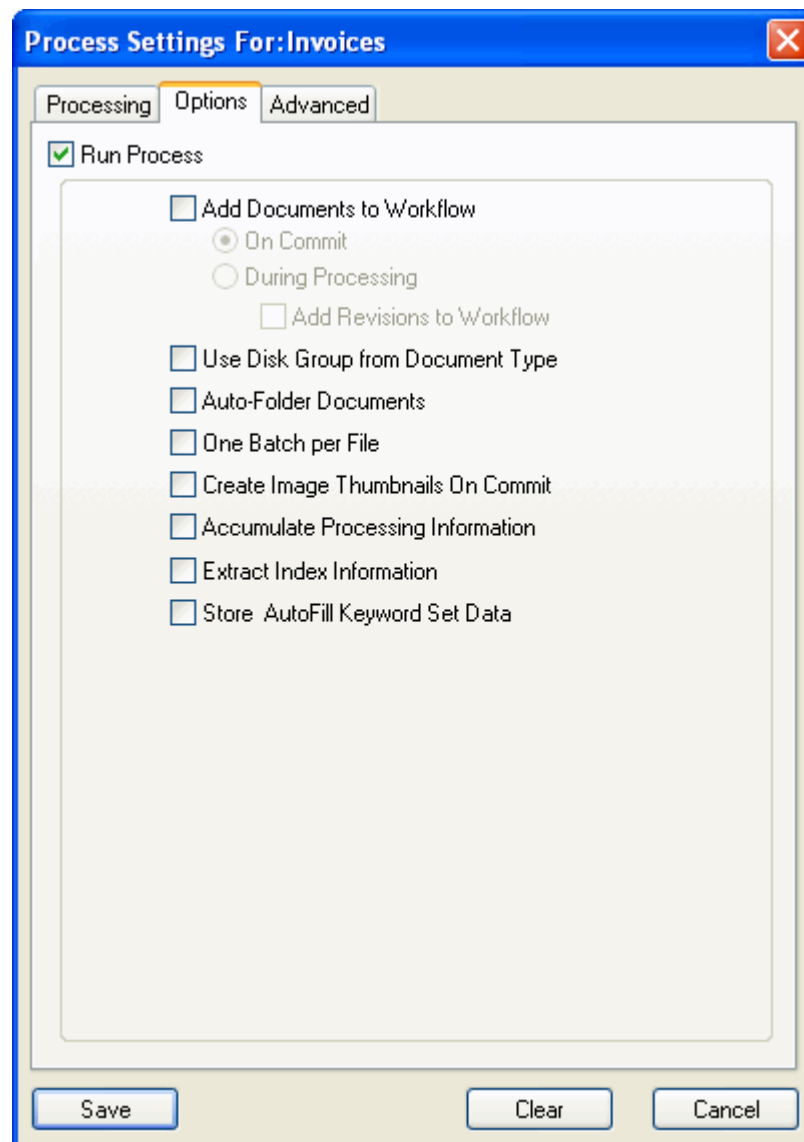 Process Settings For:Invoices
Processing Options Advanced
Run Process
Add Documents to Workflow
On Commit
During Processing
Add Revisions to Workflow
Use Disk Group from Document Type
Auto-Folder Documents
One Batch per File
Create Image Thumbnails On Commit
Accumulate Processing Information
Extract Index Information
Store AutoFill Keyword Set Data
Save Clear Cancel